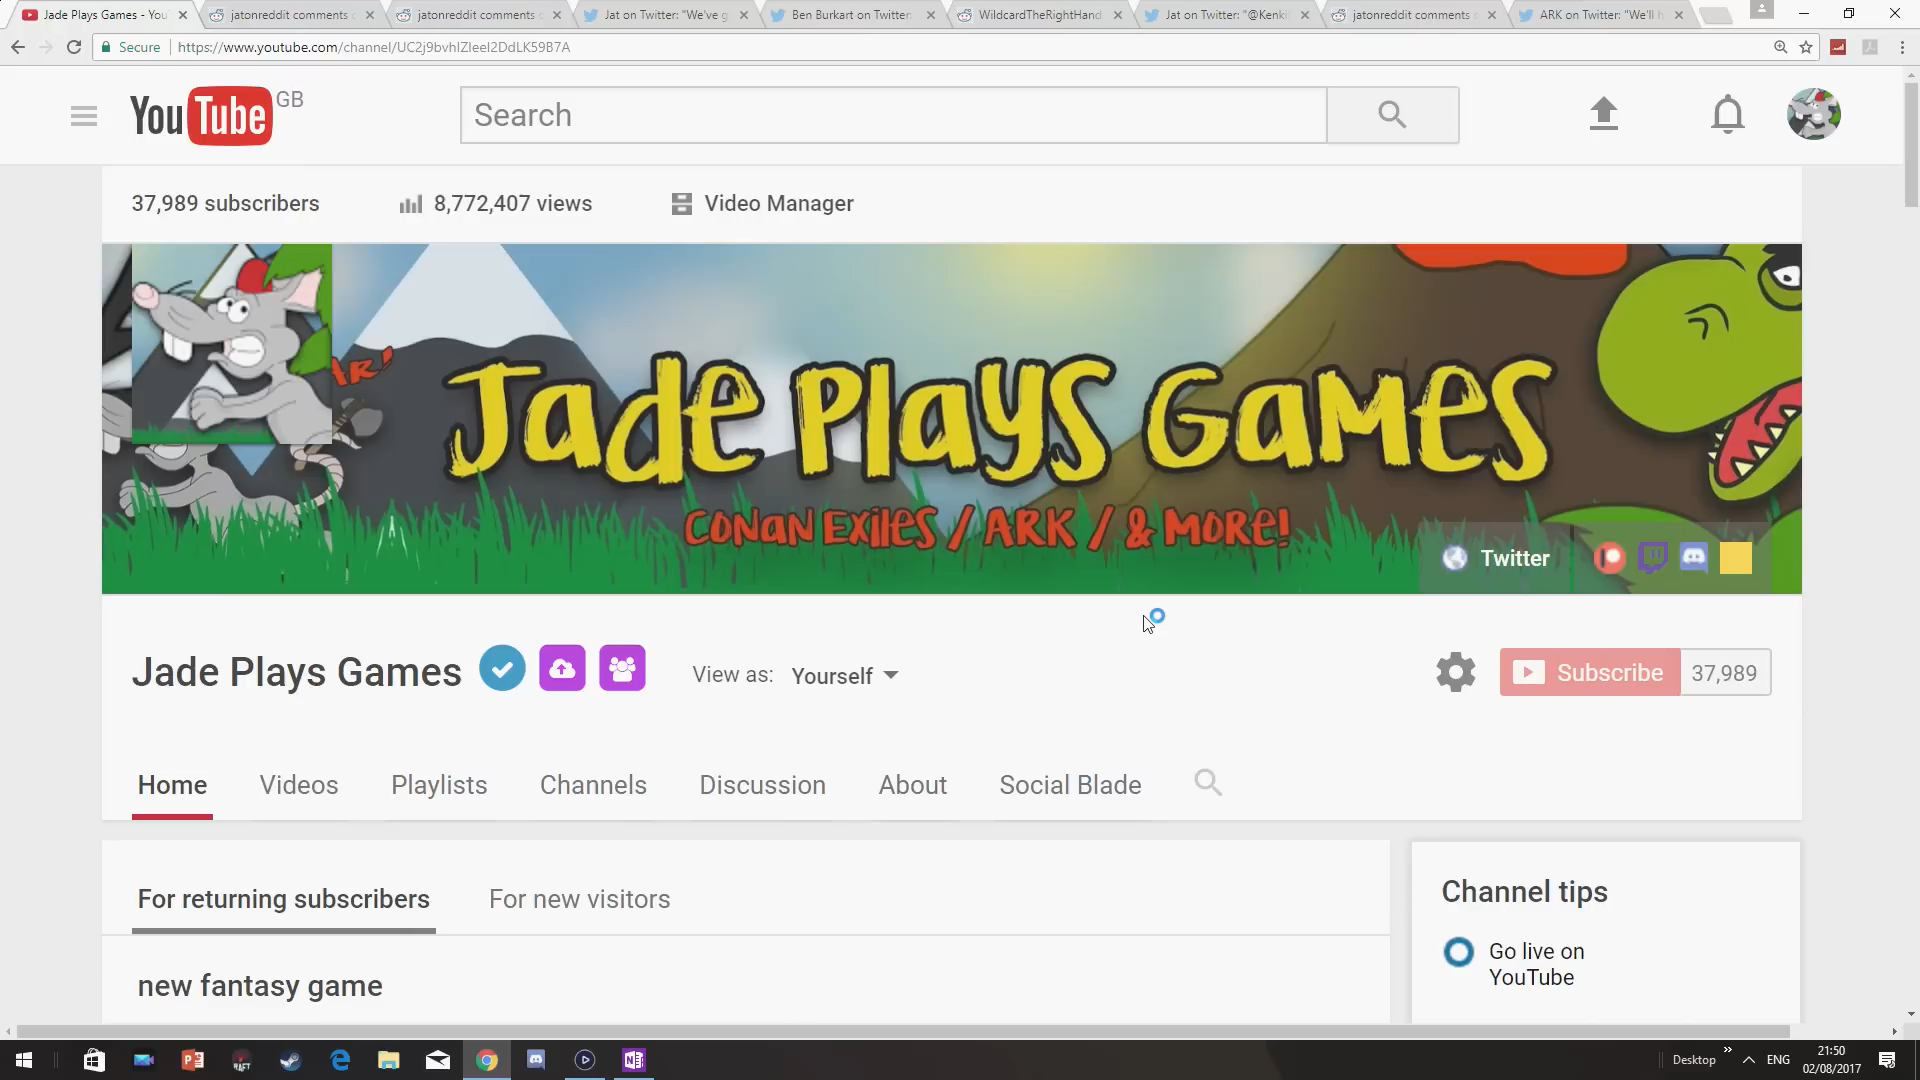 Jade Plays Games - You
jatonreddit comments
jatonreddit comments
Jat on Twitter: "We've g
Ben Burkart on Twitter:
WildcardTheRightHand
Jat on Twitter: "@Kenki
jatonreddit comments
ARK on Twitter: "We'll h
Secure
https://www.youtube.com/channel/UC2j9bvhlZIeel2DdLK59B7A
YouTube GB
Search
37,989 subscribers
8,772,407 views
Video Manager
AR!
Jade Plays Games
CONAN EXILES / ARK / & MORE!
Twitter
Jade Plays Games
View as: Yourself
Subscribe 37,989
Home Videos Playlists Channels Discussion About Social Blade
For returning subscribers
For new visitors
Channel tips
Go live on
YouTube
new fantasy game
RAFT
Desktop
ENG
21:50
02/08/2017